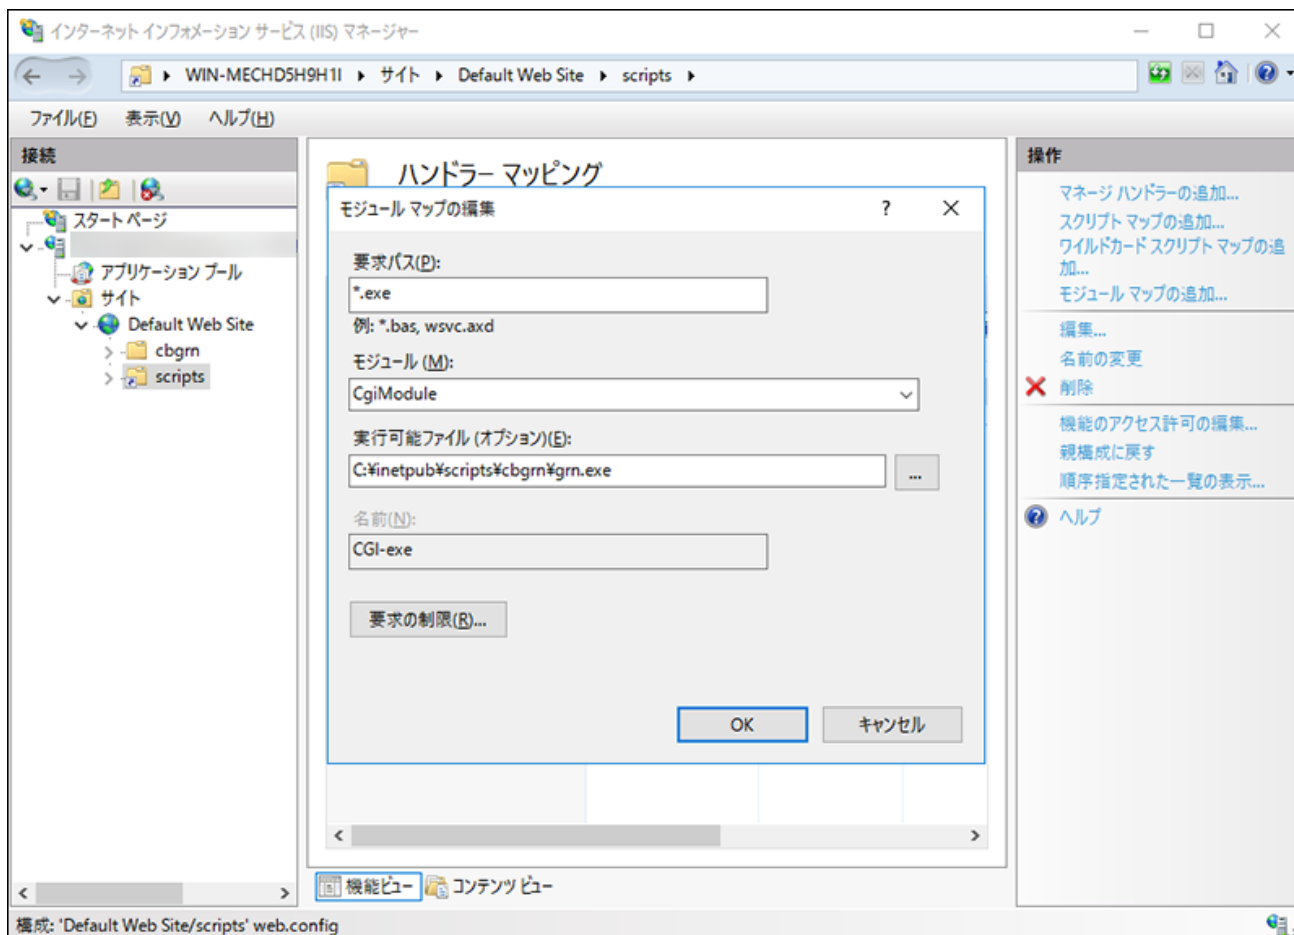 インターネット インフォメーション サービス (IIS) マネージャー
WIN-MECHD5H9H1I
サイト
Default Web Site
scripts
ファイル(F)
表示(V)
ヘルプ(H)
接続
スタート ページ
アプリケーション プール
サイト
Default Web Site
cbgrn
scripts
ハンドラー マッピング
モジュール マップの編集
?
要求パス(P):
*.exe
例: *.bas, wsvc.axd
モジュール (M):
CgiModule
実行可能ファイル (オプション)(E):
C:¥inetpub¥scripts¥cbgrn¥grn.exe
...
名前(N):
CGI-exe
要求の制限(R)...
OK
キャンセル
機能ビュー
コンテンツ ビュー
操作
マネージ ハンドラーの追加...
スクリプト マップの追加...
ワイルドカード スクリプト マップの追
加...
モジュール マップの追加...
編集...
名前の変更
削除
機能のアクセス許可の編集...
親構成に戻す
順序指定された一覧の表示...
ヘルプ
構成: 'Default Web Site/scripts' web.config